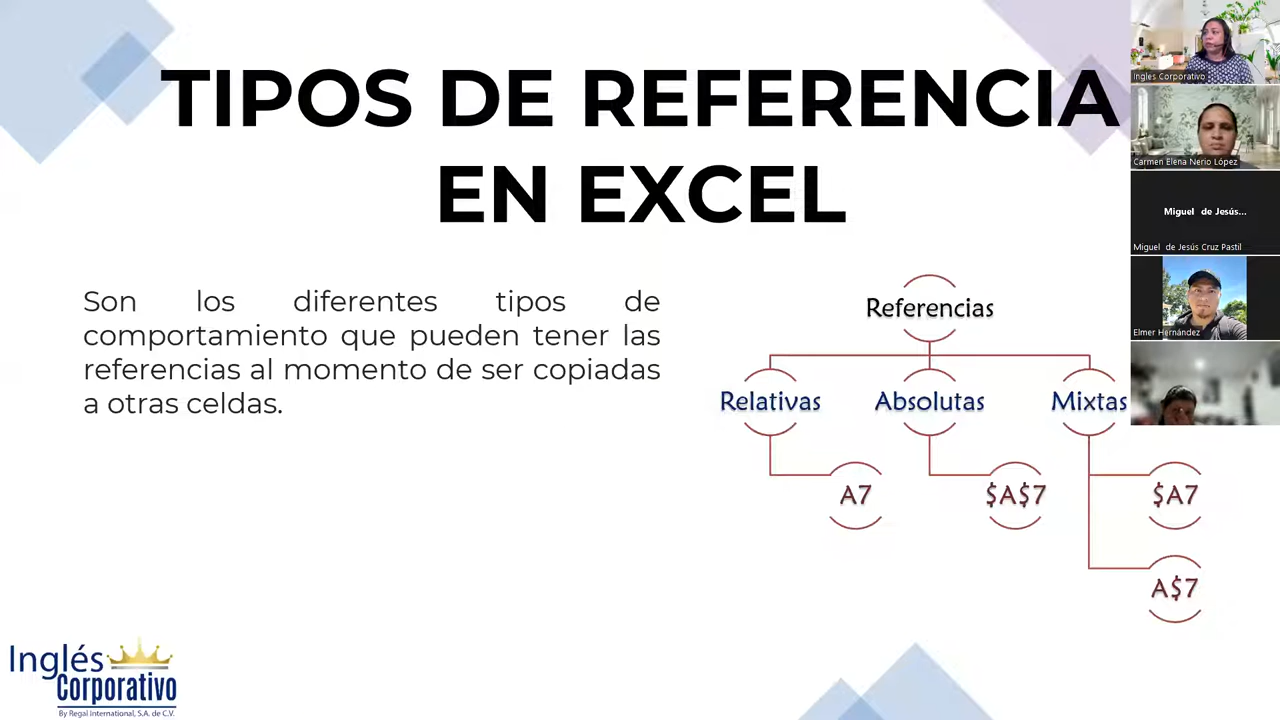 TIPOS DE REFERENCIA
EN EXCEL
Son los diferentes tipos de
comportamiento que pueden tener las
referencias al momento de ser copiadas
a otras celdas.
Referencias
Relativas
Absolutas
Mixtas
A7
$A$7
$A7
A$7
Inglés
Corporativo
By Regal International, S.A. de C.V.
Ingles Corporativo
Carmen Elena Nerio López
Miguel de Jesús...
Miguel de Jesús Cruz Pastil
Elmer Hernández